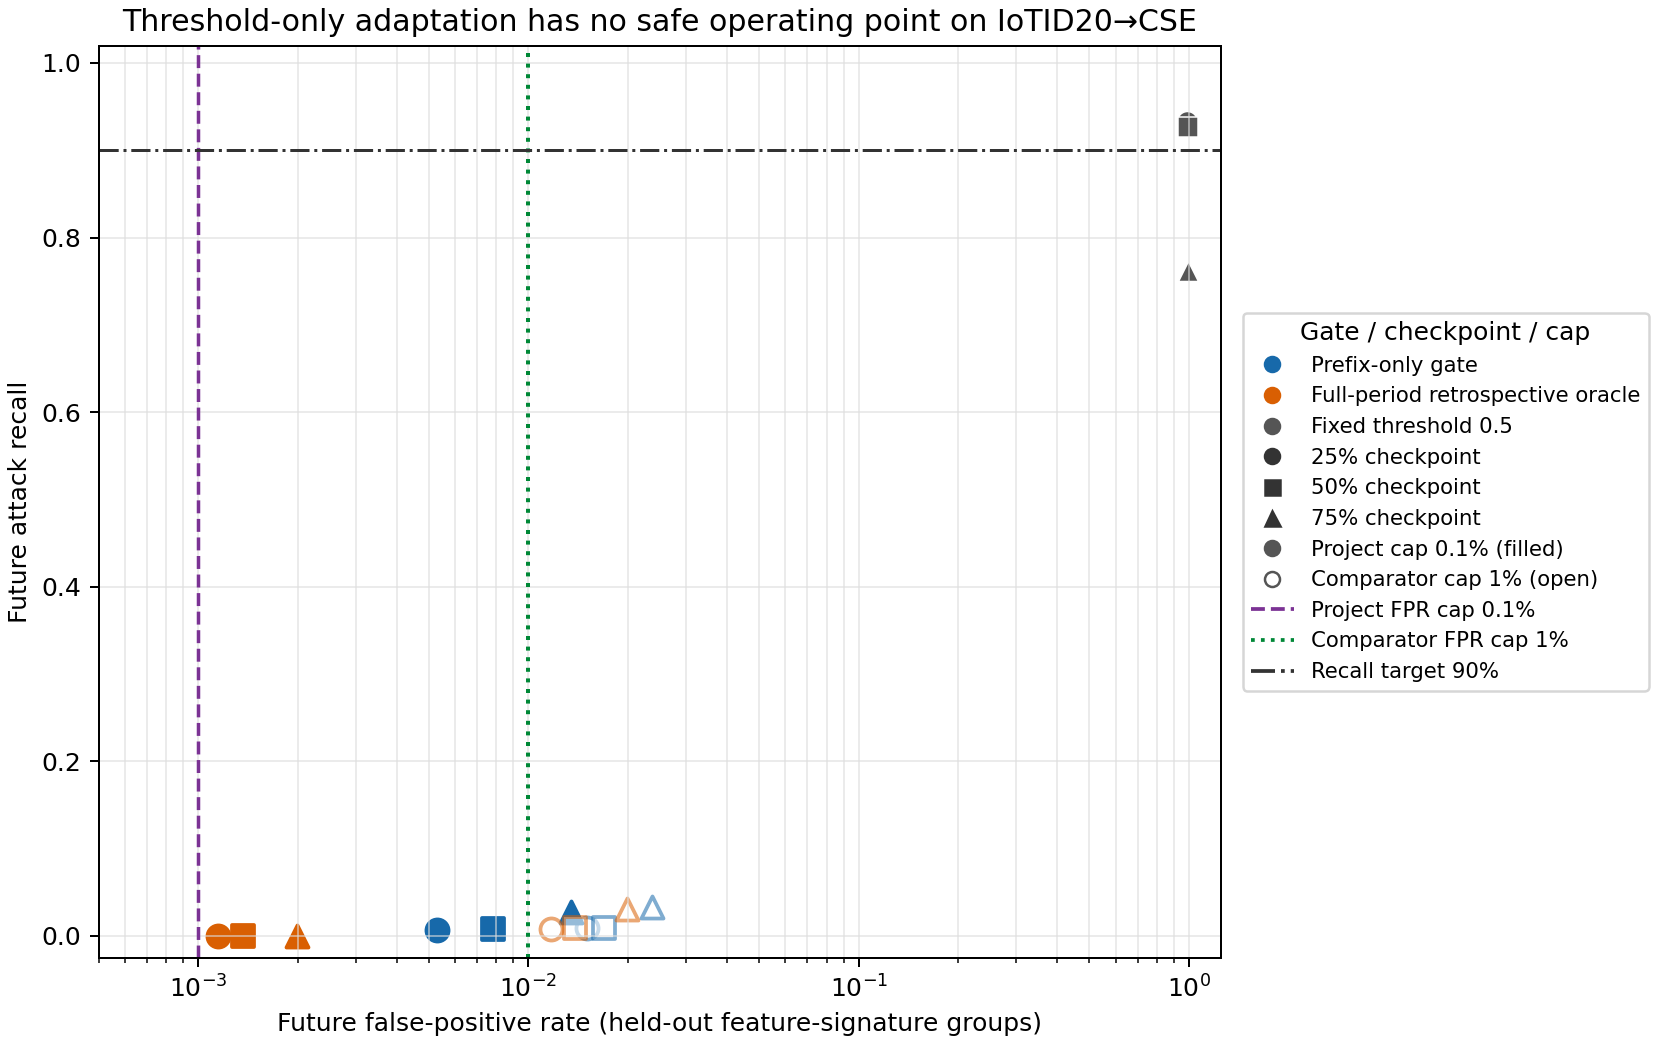 Threshold-only adaptation has no safe operating point on IoTID20→CSE
Future attack recall
1.0
0.8
0.6
0.4
0.2
0.0
10⁻³
10⁻²
10⁻¹
10⁰
Future false-positive rate (held-out feature-signature groups)
Gate / checkpoint / cap
Prefix-only gate
Full-period retrospective oracle
Fixed threshold 0.5
25% checkpoint
50% checkpoint
75% checkpoint
Project cap 0.1% (filled)
Comparator cap 1% (open)
Project FPR cap 0.1%
Comparator FPR cap 1%
Recall target 90%